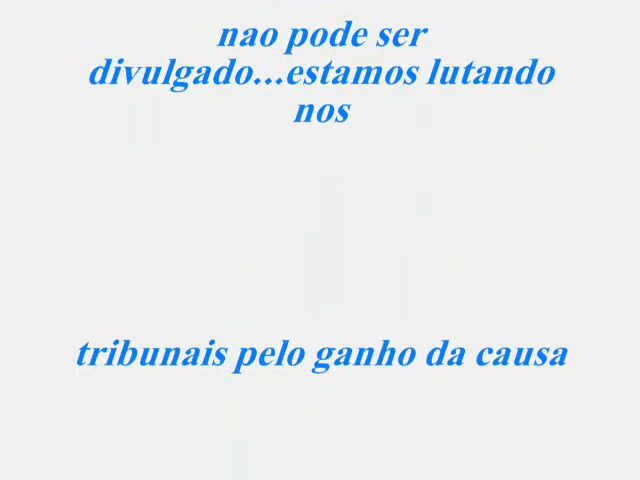 nao pode ser
divulgado...estamos lutando
nos
tribunais pelo ganho da causa